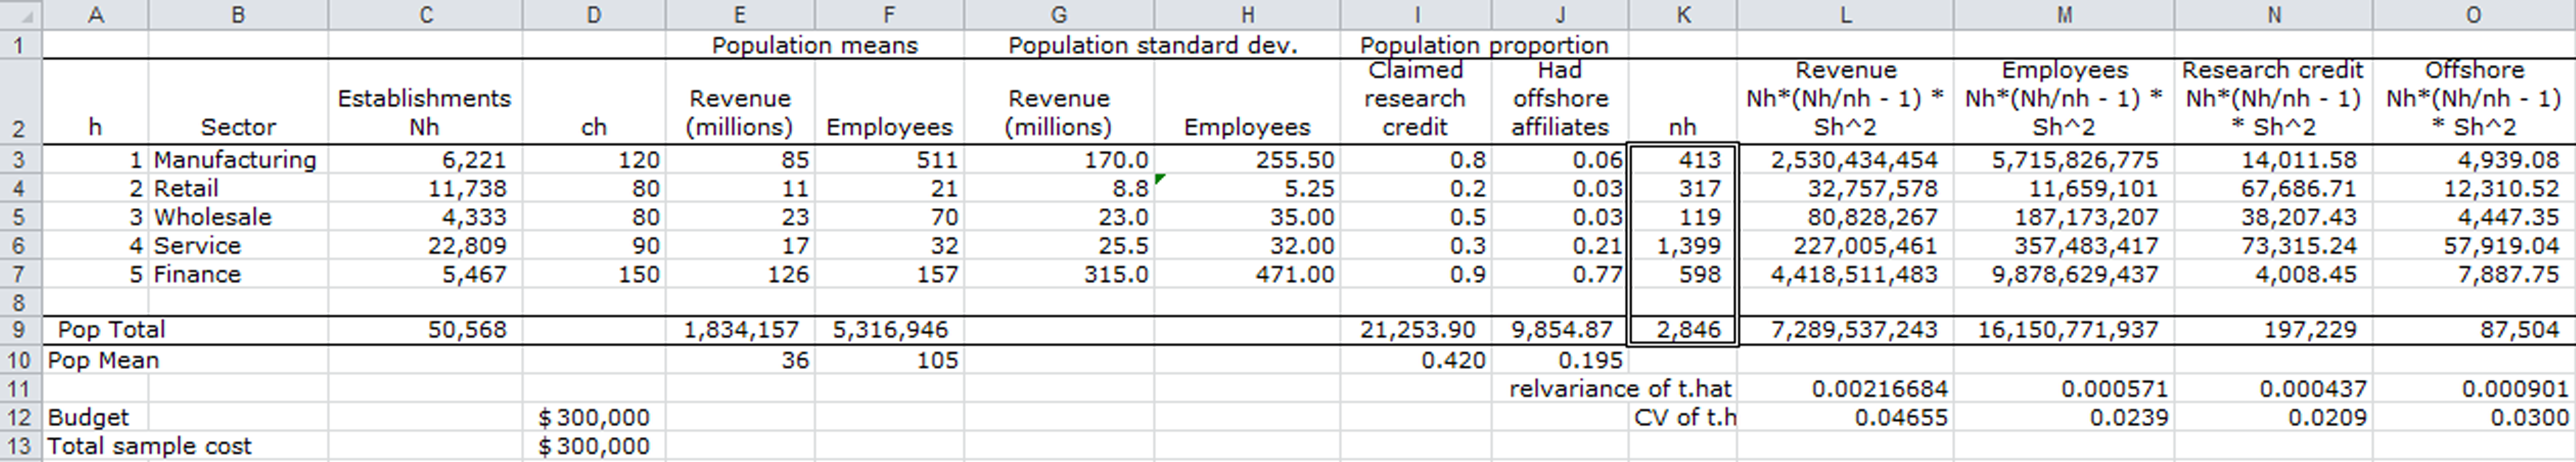 A B C D E F G H I J K L M N O
1 Population means Population standard dev. Population proportion
2 h Sector Establishments Nh ch Revenue (millions) Employees Revenue (millions) Employees Claimed research credit Had offshore affiliates nh Revenue Nh*(Nh/nh - 1) * Sh^2 Employees Nh*(Nh/nh - 1) * Sh^2 Research credit Nh*(Nh/nh - 1) * Sh^2 Offshore Nh*(Nh/nh - 1) * Sh^2
3 1 Manufacturing 6,221 120 85 511 170.0 255.50 0.8 0.06 413 2,530,434,454 5,715,826,775 14,011.58 4,939.08
4 2 Retail 11,738 80 11 21 8.8 5.25 0.2 0.03 317 32,757,578 11,659,101 67,686.71 12,310.52
5 3 Wholesale 4,333 80 23 70 23.0 35.00 0.5 0.03 119 80,828,267 187,173,207 38,207.43 4,447.35
6 4 Service 22,809 90 17 32 25.5 32.00 0.3 0.21 1,399 227,005,461 357,483,417 73,315.24 57,919.04
7 5 Finance 5,467 150 126 157 315.0 471.00 0.9 0.77 598 4,418,511,483 9,878,629,437 4,008.45 7,887.75
8
9 Pop Total 50,568 1,834,157 5,316,946 21,253.90 9,854.87 2,846 7,289,537,243 16,150,771,937 197,229 87,504
10 Pop Mean 36 105 0.420 0.195
11 relvariance of t.hat 0.00216684 0.000571 0.000437 0.000901
12 Budget $ 300,000 CV of t.h 0.04655 0.0239 0.0209 0.0300
13 Total sample cost $ 300,000